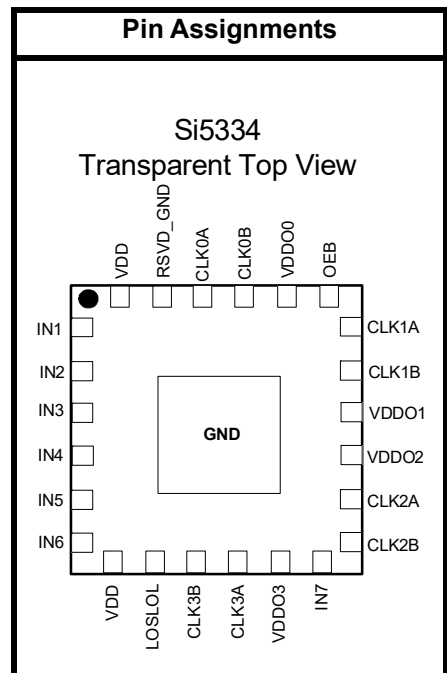 Pin Assignments
Si5334
Transparent Top View
VDD
RSVD_GND
CLK0A
CLK0B
VDDO0
OEB
IN1
IN2
IN3
IN4
IN5
IN6
GND
CLK1A
CLK1B
VDDO1
VDDO2
CLK2A
CLK2B
VDD
LOSLOL
CLK3B
CLK3A
VDDO3
IN7